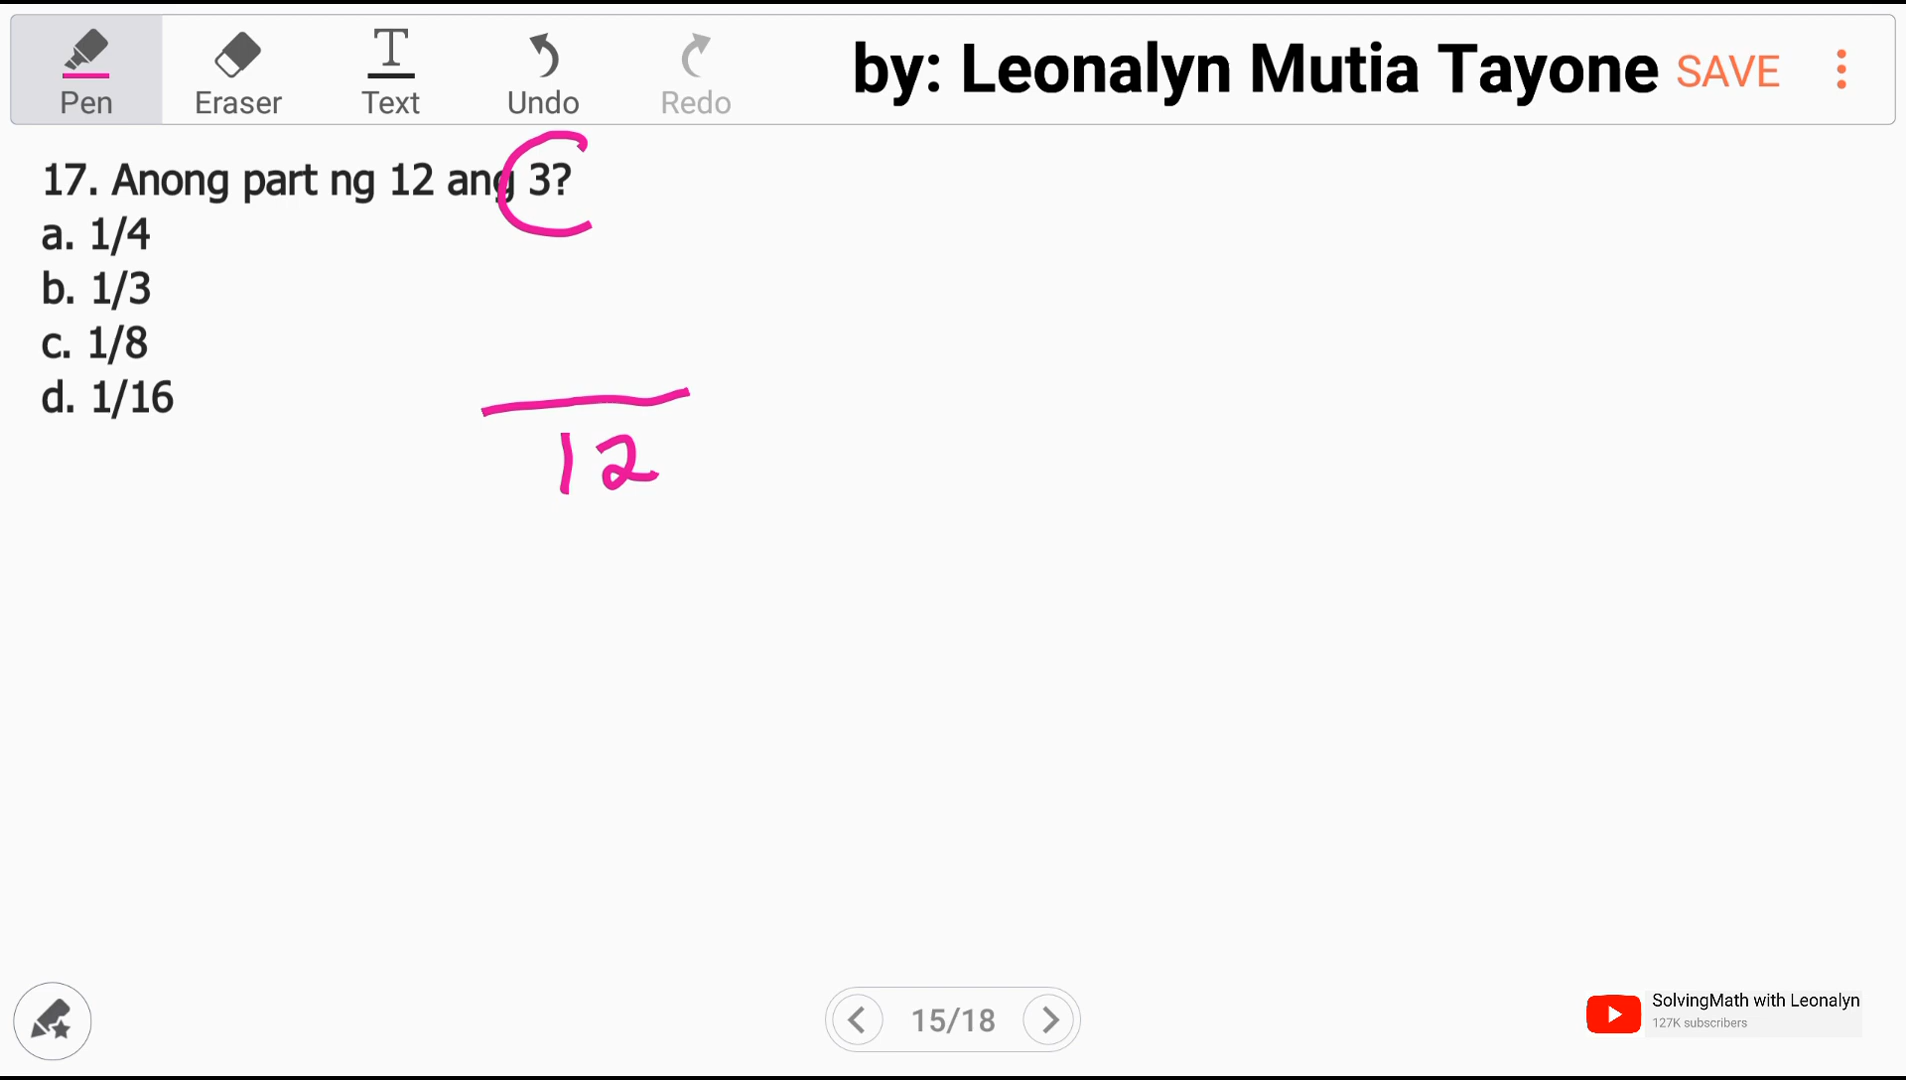 Pen Eraser Text Undo Redo by: Leonalyn Mutia Tayone SAVE
17. Anong part ng 12 ang 3?
a. 1/4
b. 1/3
c. 1/8
d. 1/16
12
15/18
SolvingMath with Leonalyn
127K subscribers